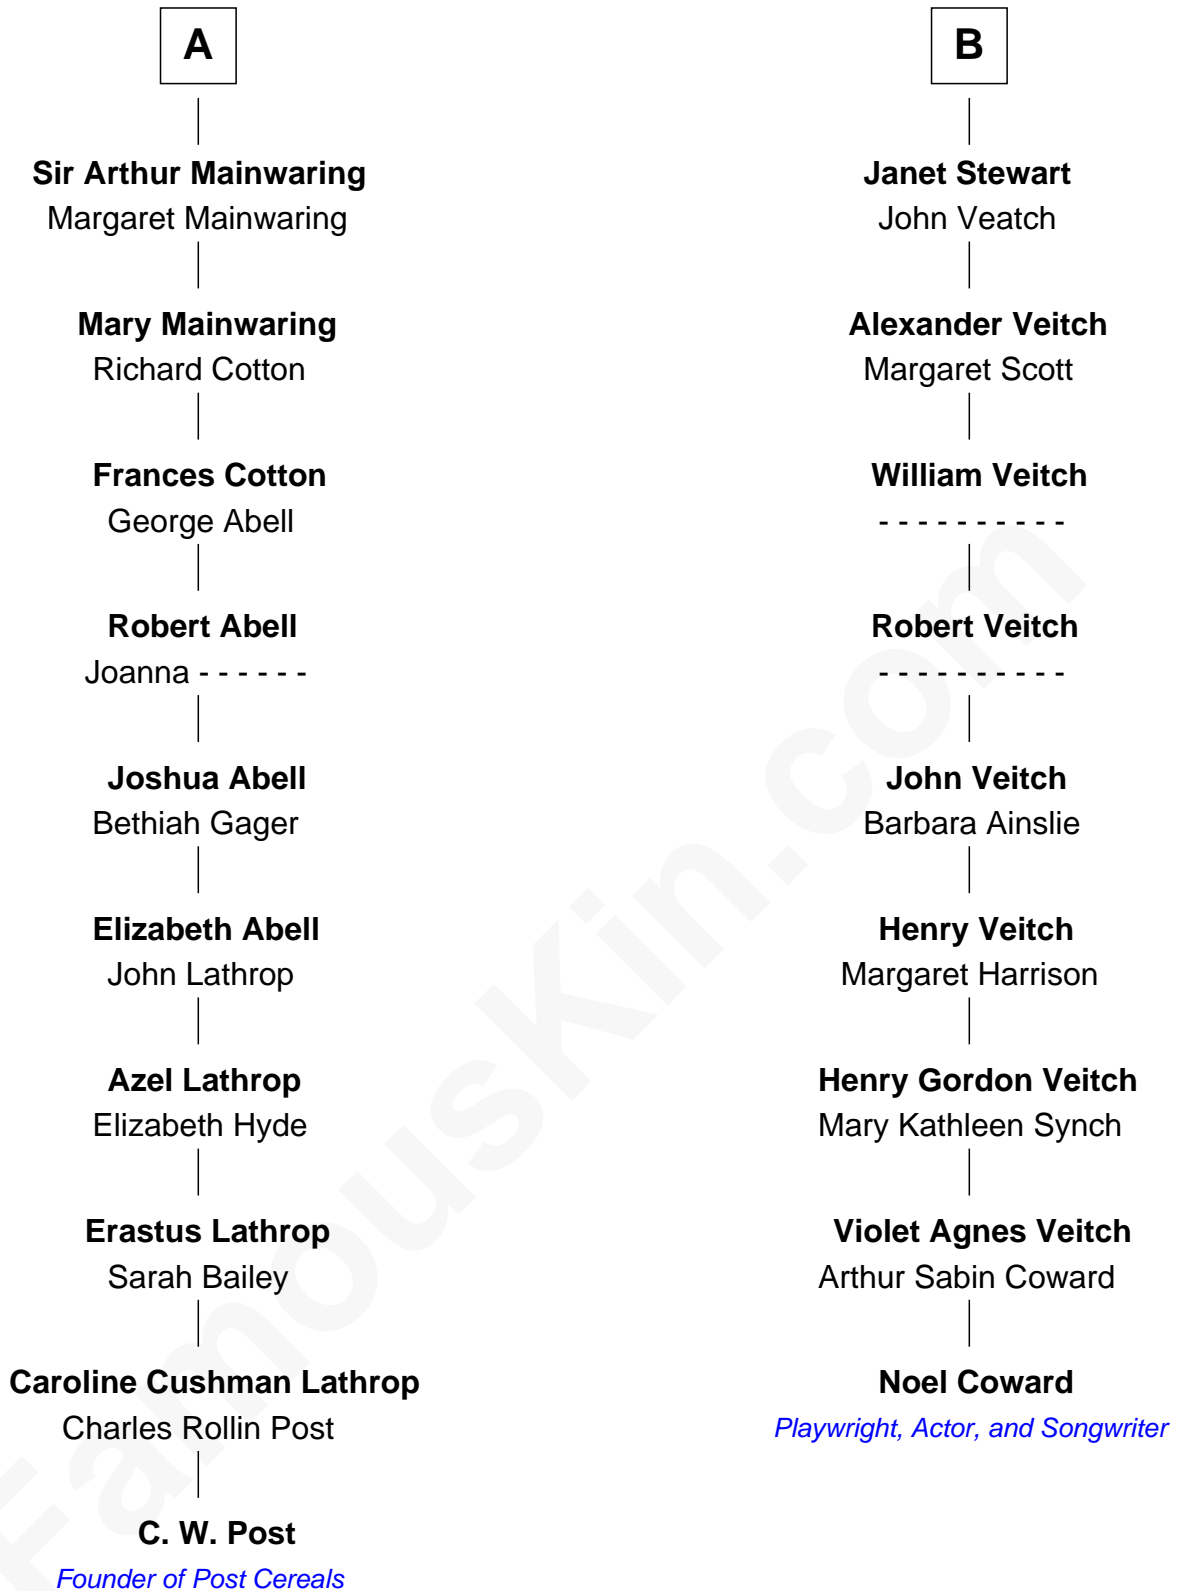 A
Sir Arthur Mainwaring
Margaret Mainwaring
Mary Mainwaring
Richard Cotton
Frances Cotton
George Abell
Robert Abell
Joanna - - - - - -
Joshua Abell
Bethiah Gager
Elizabeth Abell
John Lathrop
Azel Lathrop
Elizabeth Hyde
Erastus Lathrop
Sarah Bailey
Caroline Cushman Lathrop
Charles Rollin Post
C. W. Post
Founder of Post Cereals
B
Janet Stewart
John Veatch
Alexander Veitch
Margaret Scott
William Veitch
- - - - - - - - - -
Robert Veitch
- - - - - - - - - -
John Veitch
Barbara Ainslie
Henry Veitch
Margaret Harrison
Henry Gordon Veitch
Mary Kathleen Synch
Violet Agnes Veitch
Arthur Sabin Coward
Noel Coward
Playwright, Actor, and Songwriter
FamousKin.com